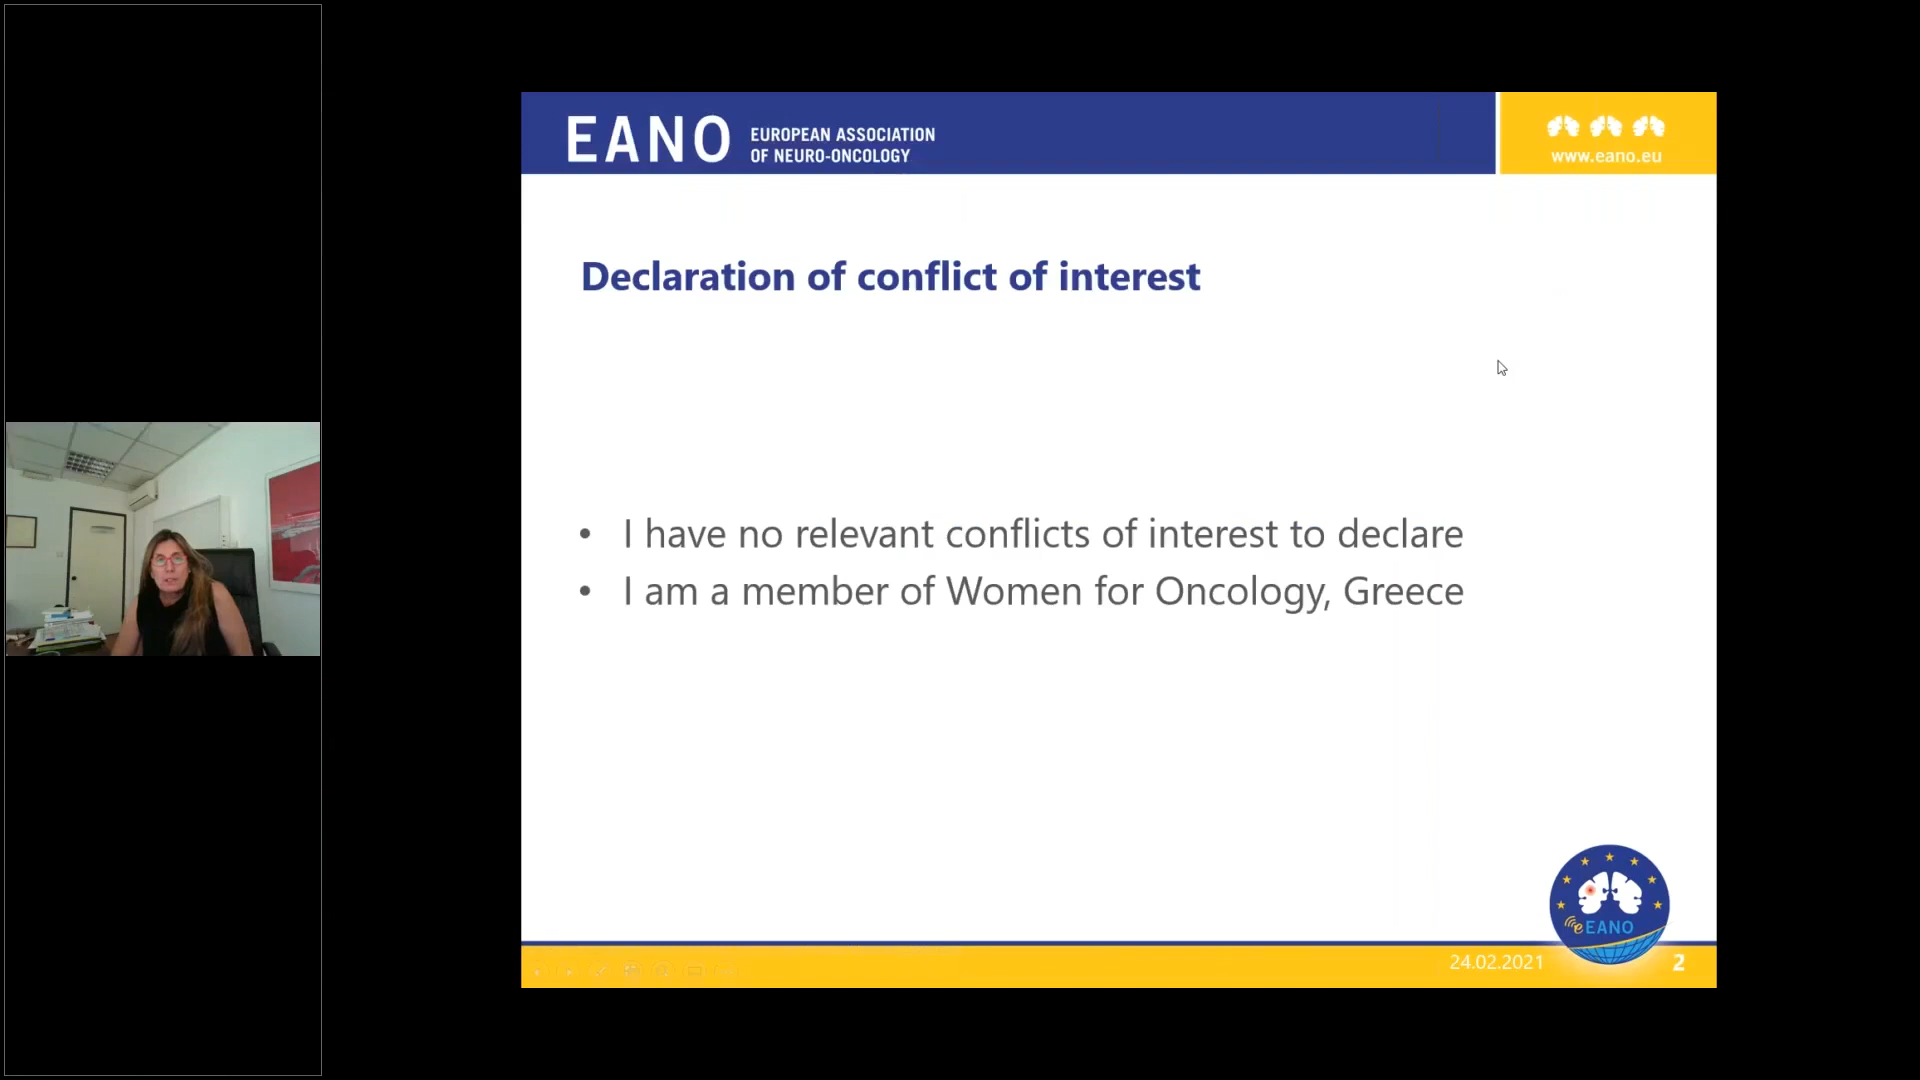 EANO
EUROPEAN ASSOCIATION
OF NEURO-ONCOLOGY
www.eano.eu
Declaration of conflict of interest
• I have no relevant conflicts of interest to declare
• I am a member of Women for Oncology, Greece
eEANO
24.02.2021
2